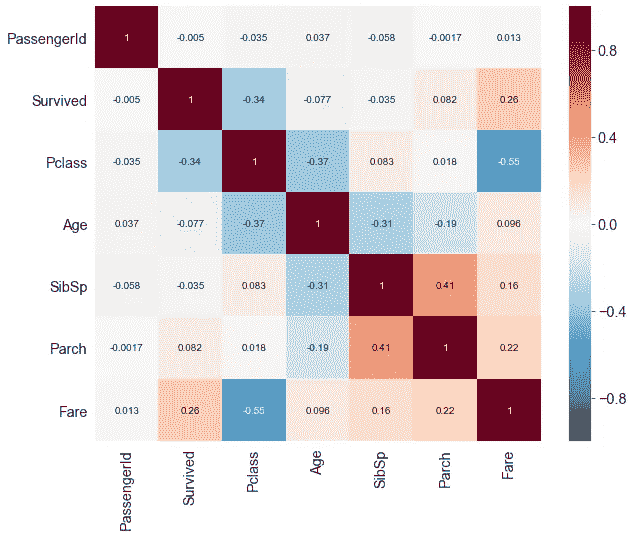 PassengerId 1 -0.005 -0.035 0.037 -0.058 -0.0017 0.013
Survived -0.005 1 -0.34 -0.077 -0.035 0.082 0.26
Pclass -0.035 -0.34 1 -0.37 0.083 0.018 -0.55
Age 0.037 -0.077 -0.37 1 -0.31 -0.19 0.096
SibSp -0.058 -0.035 0.083 -0.31 1 0.41 0.16
Parch -0.0017 0.082 0.018 -0.19 0.41 1 0.22
Fare 0.013 0.26 -0.55 0.096 0.16 0.22 1
PassengerId Survived Pclass Age SibSp Parch Fare
0.8
0.4
0.0
-0.4
-0.8